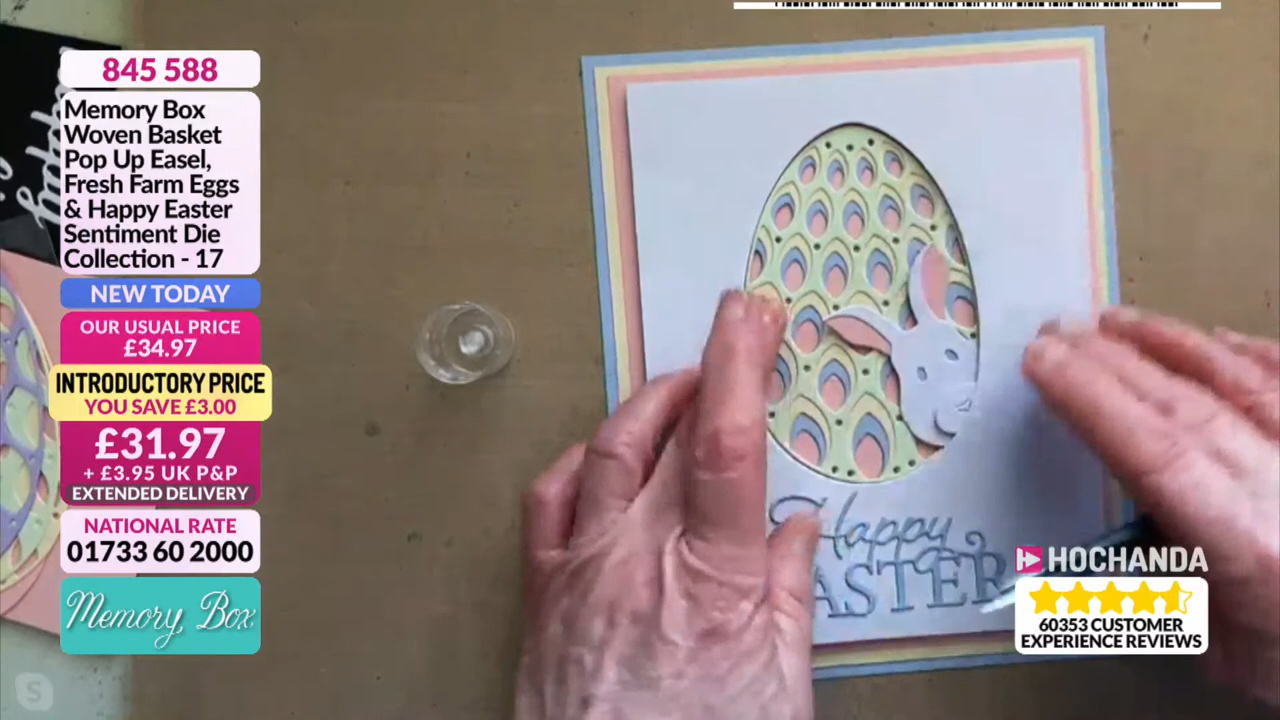 845 588
Memory Box
Woven Basket
Pop Up Easel,
Fresh Farm Eggs
& Happy Easter
Sentiment Die
Collection - 17
NEW TODAY
OUR USUAL PRICE
£34.97
INTRODUCTORY PRICE
YOU SAVE £3.00
£31.97
+ £3.95 UK P&P
EXTENDED DELIVERY
NATIONAL RATE
01733 60 2000
Memory Box
Happy
EASTER
HOCHANDA
60353 CUSTOMER
EXPERIENCE REVIEWS